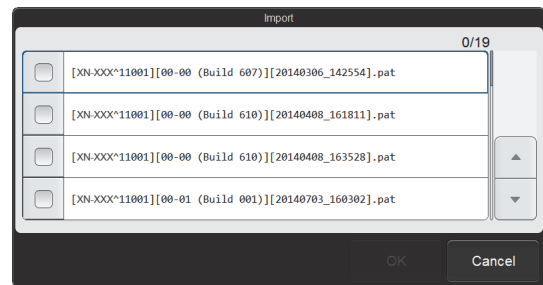 Import
0/19
[XN-XXX^11001][00-00 (Build 607)][20140306_142554].pat
[XN-XXX^11001][00-00 (Build 610)][20140408_161811].pat
[XN-XXX^11001][00-00 (Build 610)][20140408_163528].pat
[XN-XXX^11001][00-01 (Build 001)][20140703_160302].pat
OK Cancel